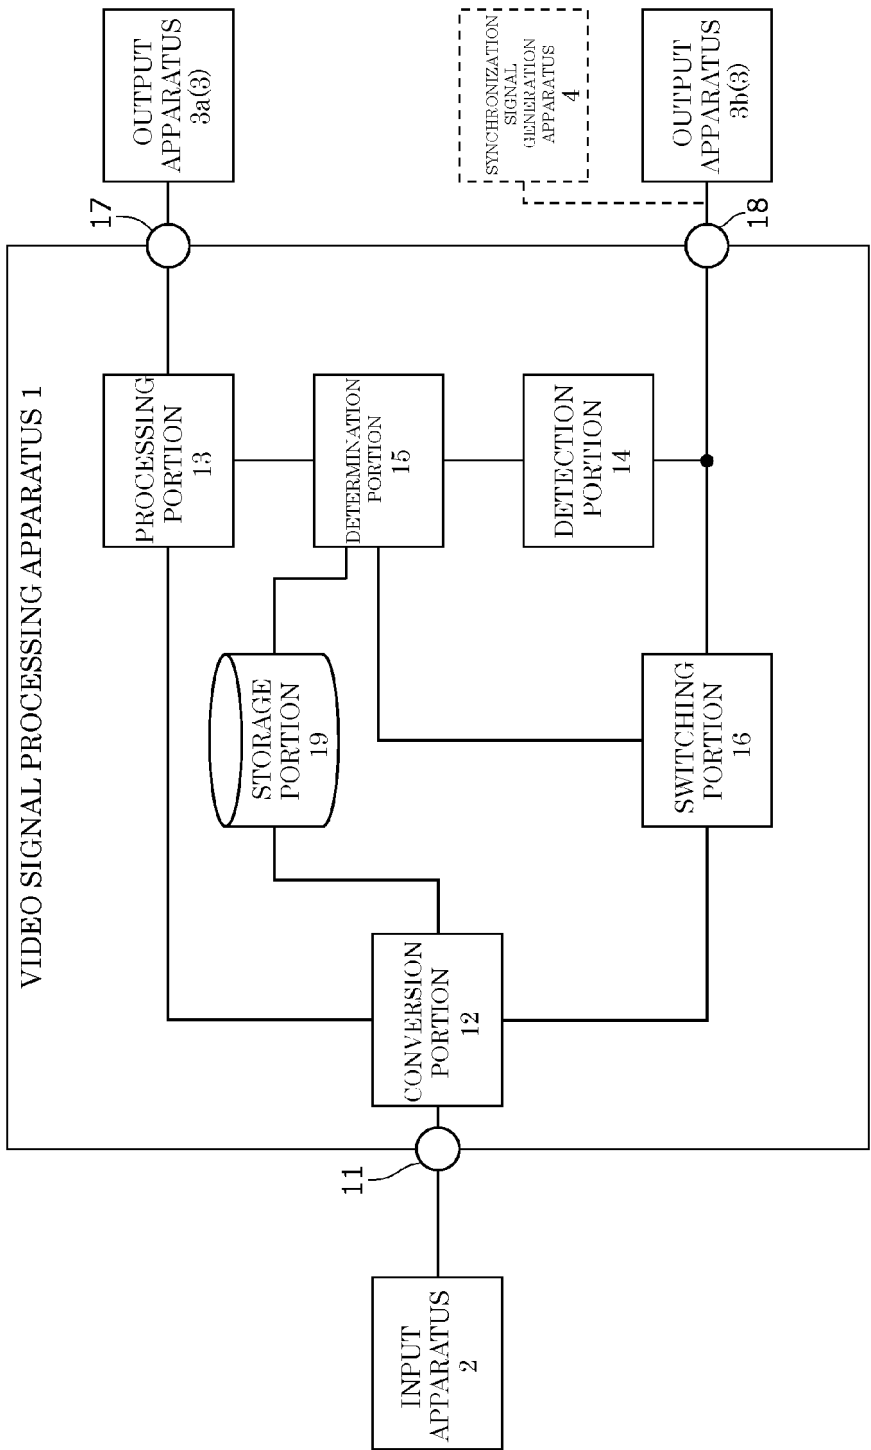 VIDEO SIGNAL PROCESSING APPARATUS 1
INPUT
APPARATUS
2
11
CONVERSION
PORTION
12
STORAGE
PORTION
19
SWITCHING
PORTION
16
PROCESSING
PORTION
13
DETERMINATION
PORTION
15
DETECTION
PORTION
14
17
18
OUTPUT
APPARATUS
3a(3)
SYNCHRONIZATION
SIGNAL
GENERATION
APPARATUS
4
OUTPUT
APPARATUS
3b(3)